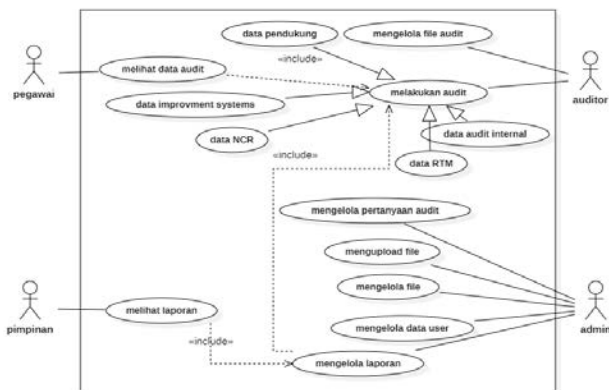 data pendukung
mengelola file audit
«include»
melihat data audit
pegawai
melakukan audit
auditor
data improvment systems
data NCR
data audit internal
«include»
data RTM
mengelola pertanyaan audit
mengupload file
mengelola file
melihat laporan
pimpinan
admin
mengelola data user
«include»
mengelola laporan